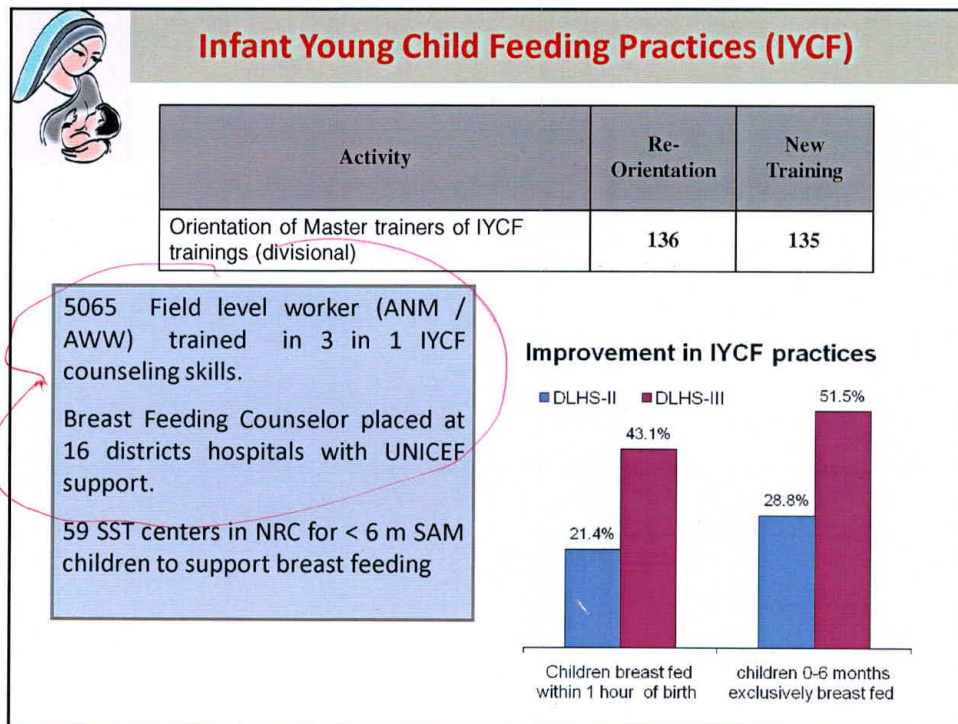 Infant Young Child Feeding Practices (IYCF)
Activity
Re-
Orientation
New
Training
Orientation of Master trainers of IYCF
trainings (divisional)
136
135
5065 Field level worker (ANM /
AWW) trained in 3 in 1 IYCF
counseling skills.
Breast Feeding Counselor placed at
16 districts hospitals with UNICEF
support.
59 SST centers in NRC for < 6 m SAM
children to support breast feeding
Improvement in IYCF practices
DLHS-II
DLHS-III
21.4%
43.1%
28.8%
51.5%
Children breast fed
within 1 hour of birth
children 0-6 months
exclusively breast fed